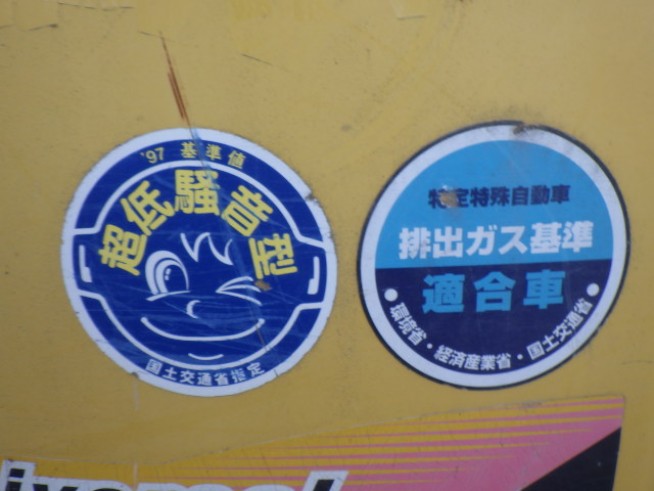 '97 基準値
超低騒音型
国土交通省指定
特定特殊自動車
排出ガス基準
適合車
環境省・経済産業省・国土交通省